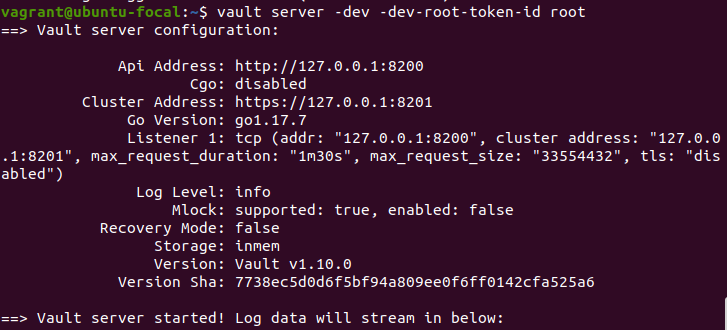 vagrant@ubuntu-focal:~$ vault server -dev -dev-root-token-id root
==> Vault server configuration:
Api Address: http://127.0.0.1:8200
Cgo: disabled
Cluster Address: https://127.0.0.1:8201
Go Version: go1.17.7
Listener 1: tcp (addr: "127.0.0.1:8200", cluster address: "127.0.0
.1:8201", max_request_duration: "1m30s", max_request_size: "33554432", tls: "dis
abled")
Log Level: info
Mlock: supported: true, enabled: false
Recovery Mode: false
Storage: inmem
Version: Vault v1.10.0
Version Sha: 7738ec5d0d6f5bf94a809ee0f6ff0142cfa525a6
==> Vault server started! Log data will stream in below: